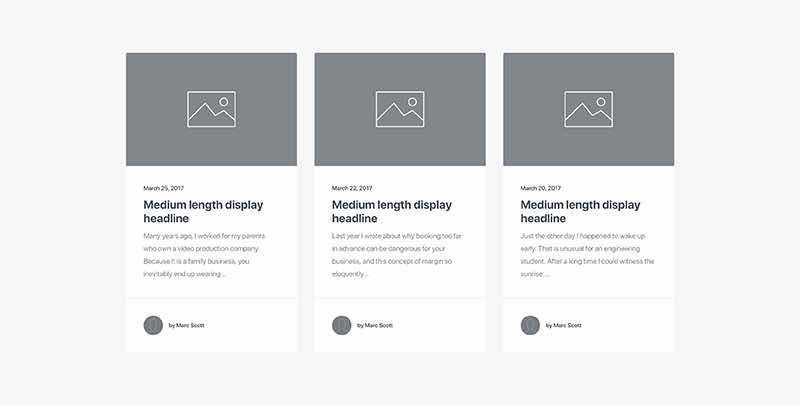 March 25, 2017
Medium length display
headline
Many years ago, I worked for my parents
who own a video production company.
Because it is a family business, you
inevitably end up wearing...
by Marc Scott
March 22, 2017
Medium length display
headline
Last year I wrote about why booking too far
in advance can be dangerous for your
business, and this concept of margin so
eloquently...
by Marc Scott
March 20, 2017
Medium length display
headline
Just the other day I happened to wake up
early. That is unusual for an engineering
student. After a long time I could witness the
sunrise....
by Marc Scott